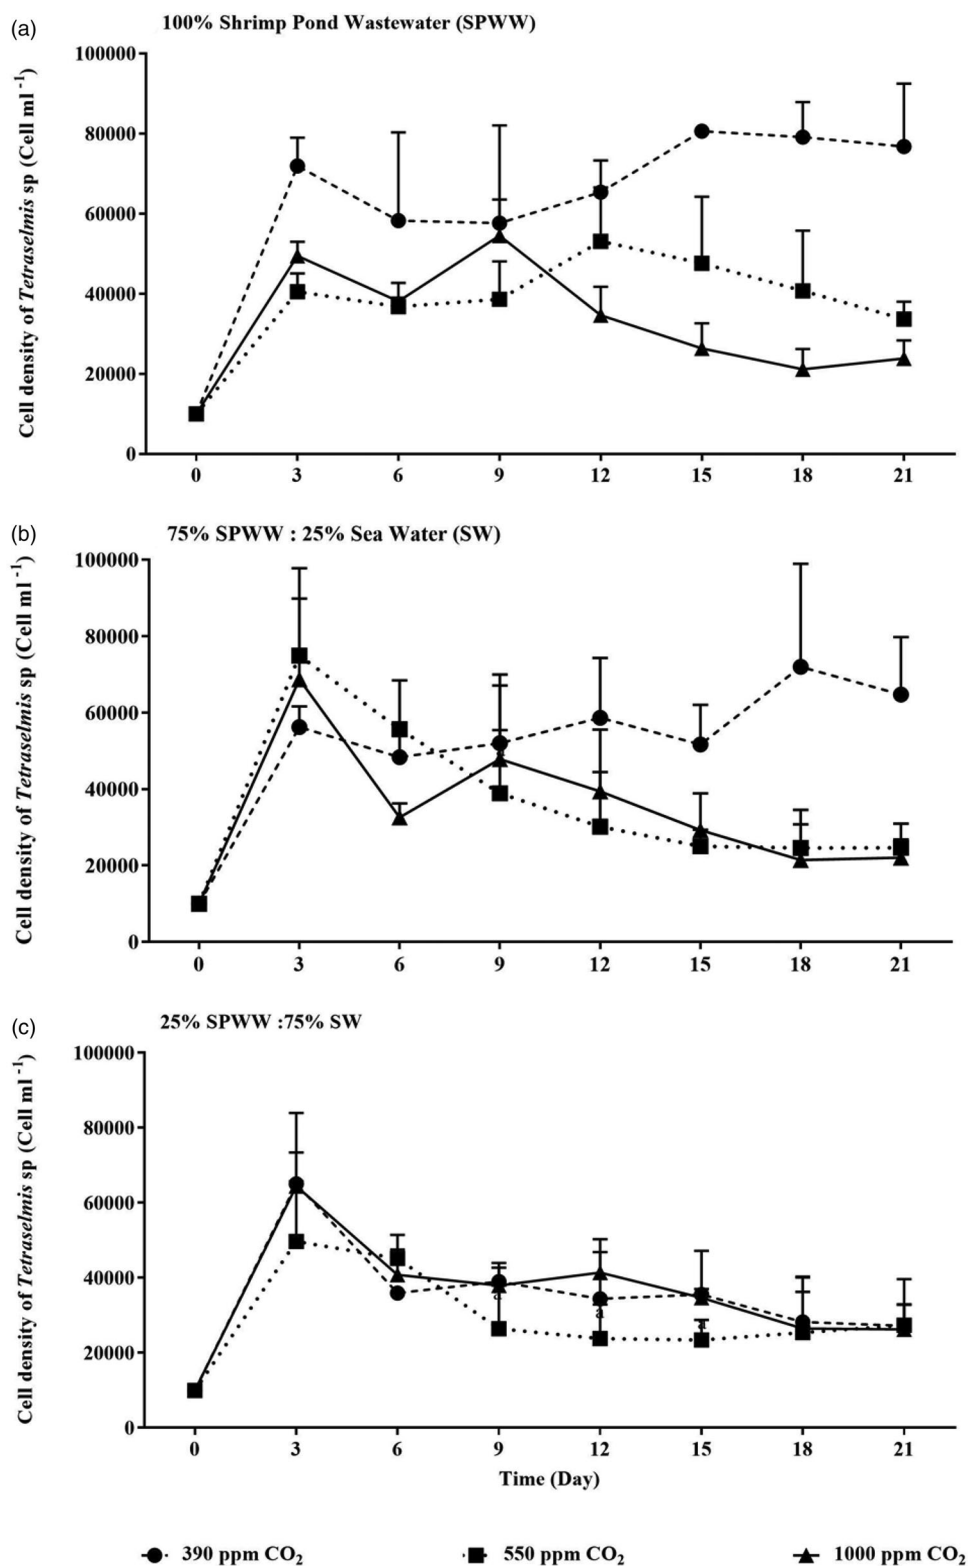 (a)
100% Shrimp Pond Wastewater (SPWW)
Cell density of Tetraselmis sp (Cell ml -1)
100000
80000
60000
40000
20000
0
0 3 6 9 12 15 18 21
(b)
75% SPWW : 25% Sea Water (SW)
Cell density of Tetraselmis sp (Cell ml -1)
100000
80000
60000
40000
20000
0
0 3 6 9 12 15 18 21
(c)
25% SPWW :75% SW
Cell density of Tetraselmis sp (Cell ml -1)
100000
80000
60000
40000
20000
0
a
a
a
0 3 6 9 12 15 18 21
Time (Day)
390 ppm CO2 550 ppm CO2 1000 ppm CO2